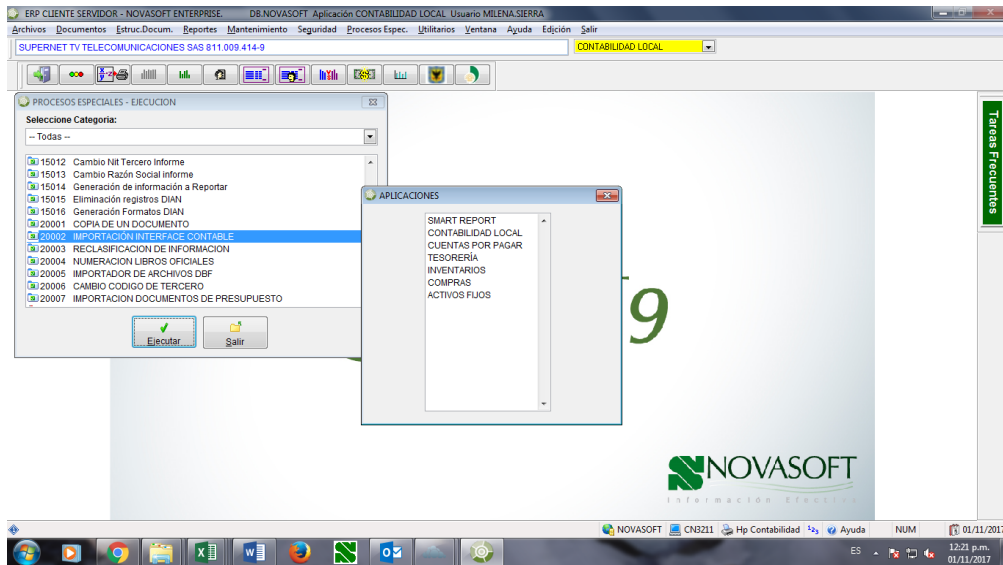 ERP CLIENTE SERVIDOR - NOVASOFT ENTERPRISE. DB.NOVASOFT Aplicación CONTABILIDAD LOCAL Usuario MILENA.SIERRA
Archivos Documentos Estruc.Docum. Reportes Mantenimiento Seguridad Procesos Espec. Utilitarios Ventana Ayuda Edición Salir
SUPERNET TV TELECOMUNICACIONES SAS 811.009.414-9
CONTABILIDAD LOCAL
PROCESOS ESPECIALES - EJECUCION
Seleccione Categoria:
-- Todas --
15012 Cambio Nit Tercero Informe
15013 Cambio Razón Social informe
15014 Generación de información a Reportar
15015 Eliminación registros DIAN
15016 Generación Formatos DIAN
20001 COPIA DE UN DOCUMENTO
20002 IMPORTACIÓN INTERFACE CONTABLE
20003 RECLASIFICACION DE INFORMACION
20004 NUMERACION LIBROS OFICIALES
20005 IMPORTADOR DE ARCHIVOS DBF
20006 CAMBIO CODIGO DE TERCERO
20007 IMPORTACION DOCUMENTOS DE PRESUPUESTO
Ejecutar
Salir
APLICACIONES
SMART REPORT
CONTABILIDAD LOCAL
CUENTAS POR PAGAR
TESORERÍA
INVENTARIOS
COMPRAS
ACTIVOS FIJOS
Tareas Frecuentes
9
NOVASOFT
Información Efectiva
NOVASOFT CN3211 Hp Contabilidad 123 Ayuda NUM 01/11/2017
ES
12:21 p.m.
01/11/2017